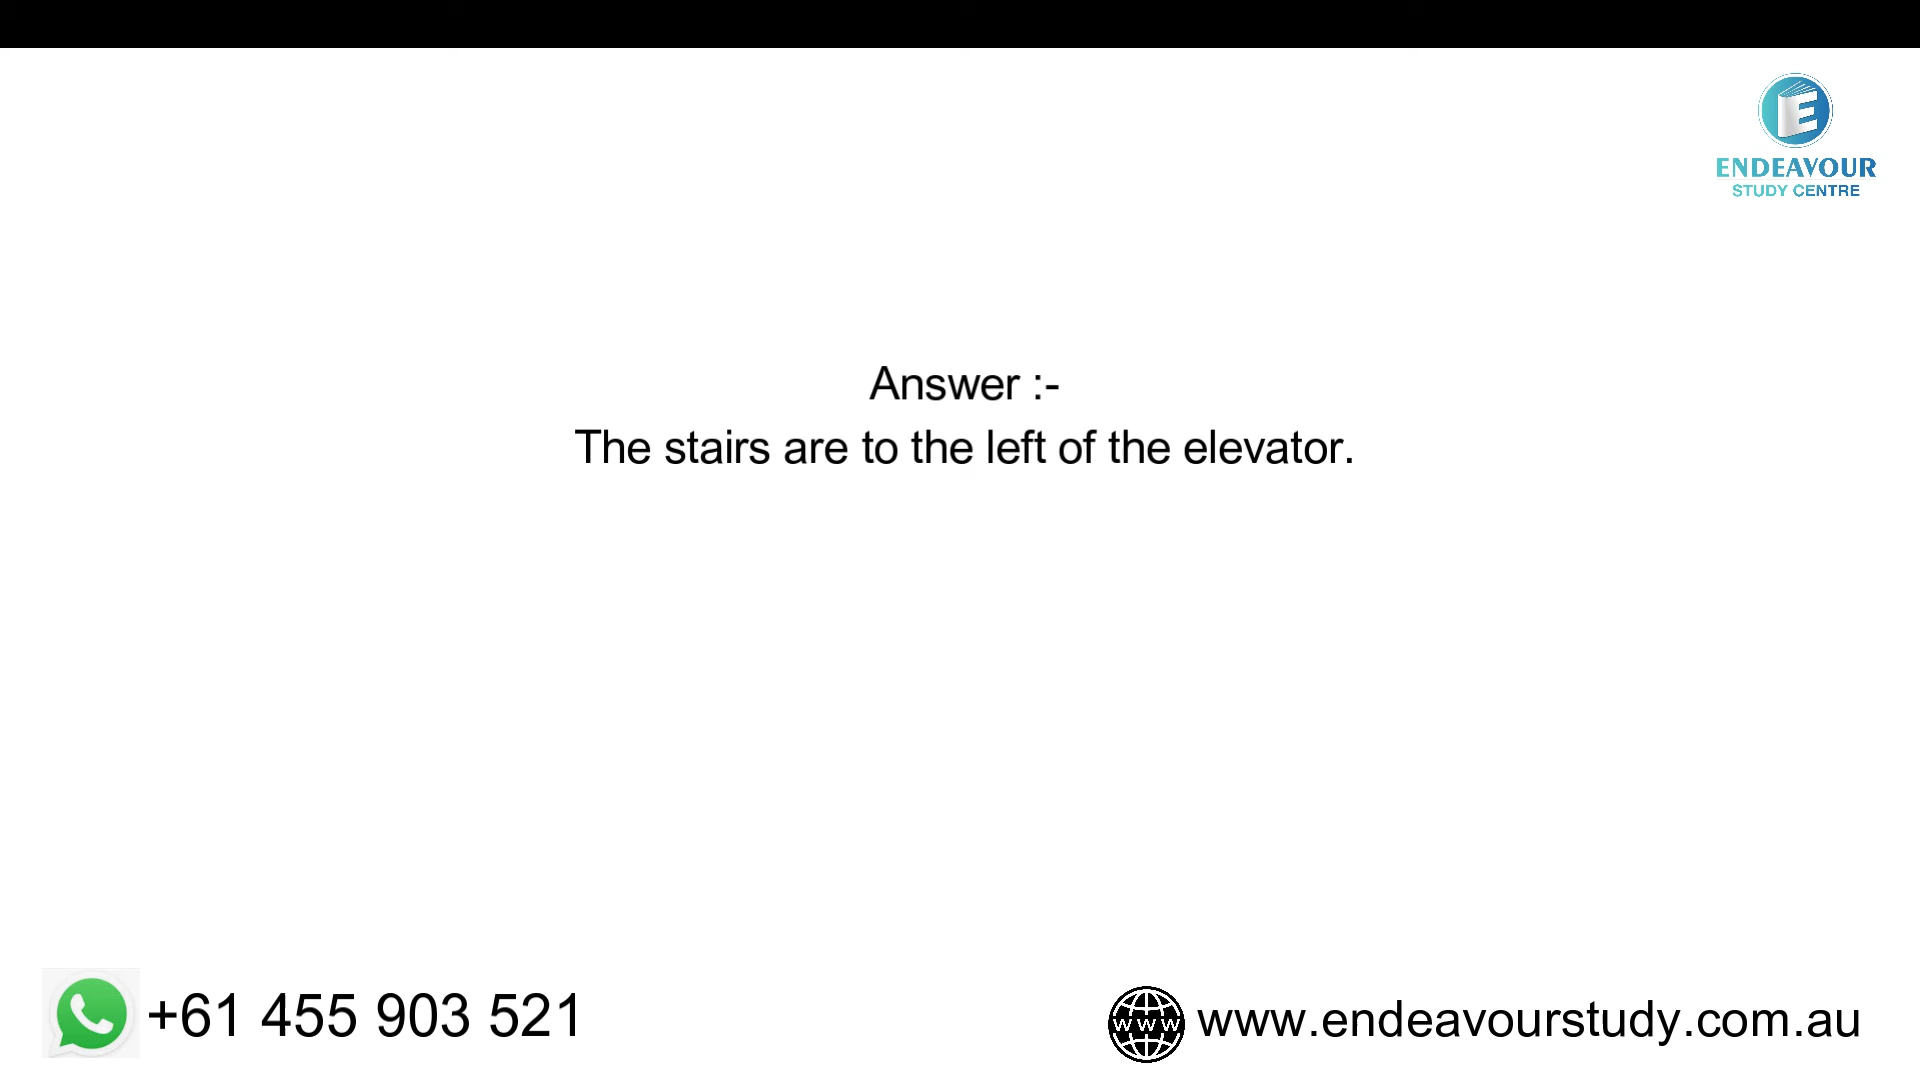 ENDEAVOUR
STUDY CENTRE
Answer :-
The stairs are to the left of the elevator.
+61 455 903 521
www www.endeavourstudy.com.au